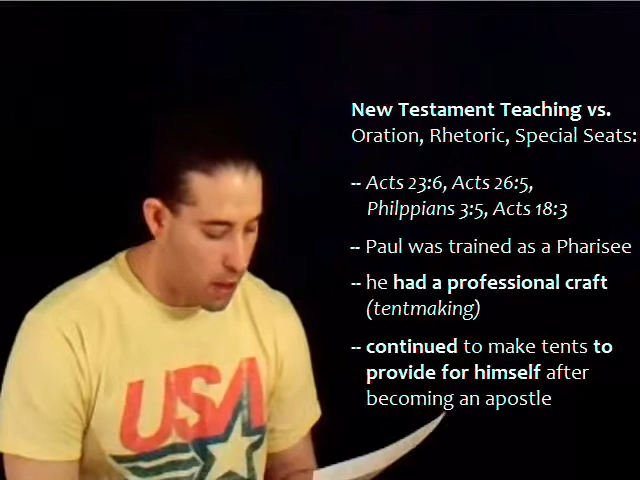 New Testament Teaching vs.
Oration, Rhetoric, Special Seats:
-- Acts 23:6, Acts 26:5,
Philppians 3:5, Acts 18:3
-- Paul was trained as a Pharisee
-- he had a professional craft
(tentmaking)
-- continued to make tents to
provide for himself after
becoming an apostle
USA